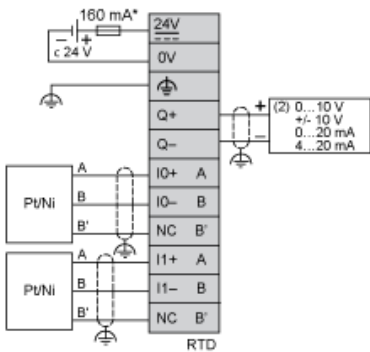 160 mA*
24V
− +
c 24 V
0V
Q+
Q−
+ (2) 0...10 V
+/- 10 V
− 0...20 mA
4...20 mA
Pt/Ni
A I0+ A
B I0− B
B' NC B'
Pt/Ni
A I1+ A
B I1− B
B' NC B'
RTD